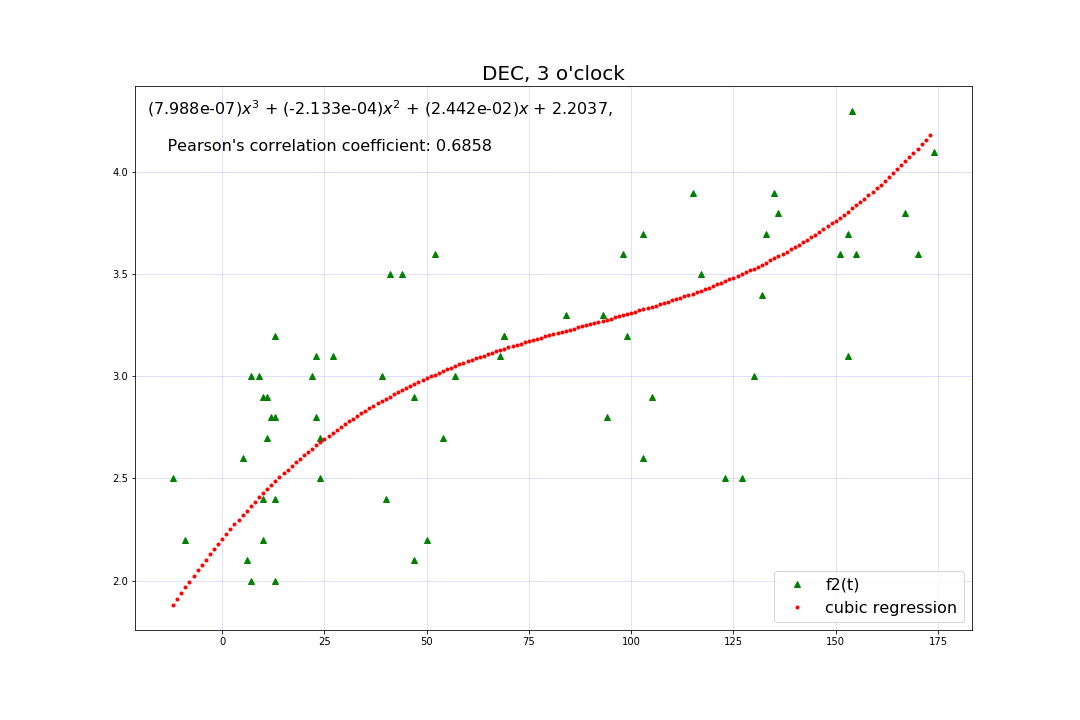 DEC, 3 o'clock
(7.988e-07)x³ + (-2.133e-04)x² + (2.442e-02)x + 2.2037,
Pearson's correlation coefficient: 0.6858
4.0
3.5
3.0
2.5
2.0
f2(t)
cubic regression
0 25 50 75 100 125 150 175